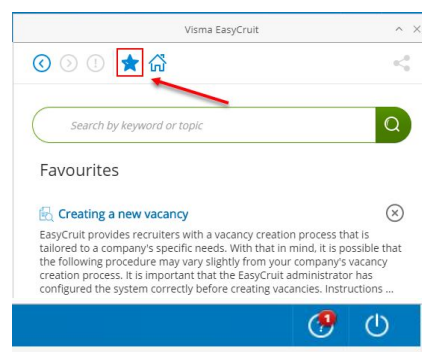 Visma EasyCruit
Search by keyword or topic
Favourites
Creating a new vacancy
EasyCruit provides recruiters with a vacancy creation process that is
tailored to a company's specific needs. With that in mind, it is possible that
the following procedure may vary slightly from your company's vacancy
creation process. It is important that the EasyCruit administrator has
configured the system correctly before creating vacancies. Instructions ...
1